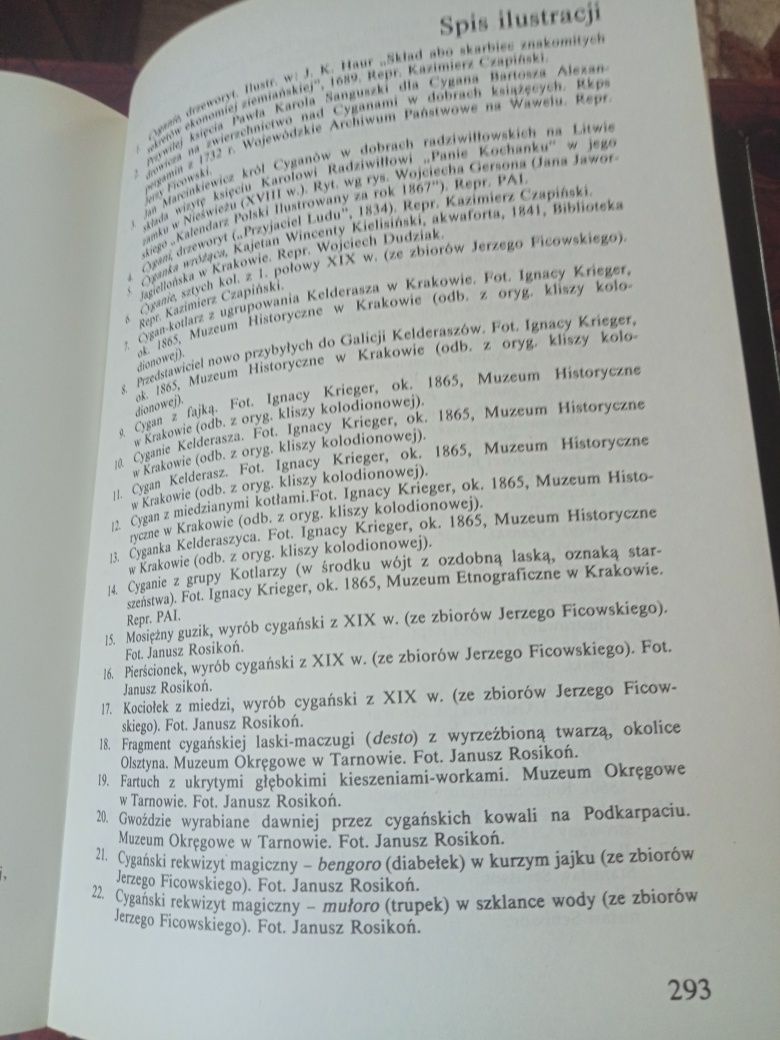 Spis ilustracji
1. Cyganie, drzeworyt. Ilustr. w: J. K. Haur „Skład abo skarbiec znakomitych
sekretów ekonomiej ziemiańskiej", 1689. Repr. Kazimierz Czapiński.
2. Przywilej księcia Pawła Karola Sanguszki dla Cygana Bartosza Alexan-
drowicza na zwierzchnictwo nad Cyganami w dobrach książęcych. Rkps
pergamin z 1732 r. Wojewódzkie Archiwum Państwowe na Wawelu. Repr.
Jerzy Ficowski.
3. Jan Marcinkiewicz król Cyganów w dobrach radziwiłłowskich na Litwie
składa wizytę księciu Karolowi Radziwiłłowi „Panie Kochanku" w jego
zamku w Nieświeżu (XVIII w.). Ryt. wg rys. Wojciecha Gersona (Jana Jawor-
skiego „Kalendarz Polski Ilustrowany za rok 1867"). Repr. PAI.
4. Cygani, drzeworyt („Przyjaciel Ludu", 1834). Repr. Kazimierz Czapiński.
5. Cyganka wróżąca, Kajetan Wincenty Kielisiński, akwaforta, 1841, Biblioteka
Jagiellońska w Krakowie. Repr. Wojciech Dudziak.
6. Cyganie, sztych kol. z 1. połowy XIX w. (ze zbiorów Jerzego Ficowskiego).
Repr. Kazimierz Czapiński.
7. Cygan-kotlarz z ugrupowania Kelderasza w Krakowie. Fot. Ignacy Krieger,
ok. 1865, Muzeum Historyczne w Krakowie (odb. z oryg. kliszy kolo-
dionowej).
8. Przedstawiciel nowo przybyłych do Galicji Kelderaszów. Fot. Ignacy Krieger,
ok. 1865, Muzeum Historyczne w Krakowie (odb. z oryg. kliszy kolo-
dionowej).
9. Cygan z fajką. Fot. Ignacy Krieger, ok. 1865, Muzeum Historyczne
w Krakowie (odb. z oryg. kliszy kolodionowej).
10. Cyganie Kelderasza. Fot. Ignacy Krieger, ok. 1865, Muzeum Historyczne
w Krakowie (odb. z oryg. kliszy kolodionowej).
11. Cygan Kelderasz. Fot. Ignacy Krieger, ok. 1865, Muzeum Historyczne
w Krakowie (odb. z oryg. kliszy kolodionowej).
12. Cygan z miedzianymi kotłami.Fot. Ignacy Krieger, ok. 1865, Muzeum Histo-
ryczne w Krakowie (odb. z oryg. kliszy kolodionowej).
13. Cyganka Kelderaszyca. Fot. Ignacy Krieger, ok. 1865, Muzeum Historyczne
w Krakowie (odb. z oryg. kliszy kolodionowej).
14. Cyganie z grupy Kotlarzy (w środku wójt z ozdobną laską, oznaką star-
szeństwa). Fot. Ignacy Krieger, ok. 1865, Muzeum Etnograficzne w Krakowie.
Repr. PAI.
15. Mosiężny guzik, wyrób cygański z XIX w. (ze zbiorów Jerzego Ficowskiego).
Fot. Janusz Rosikoń.
16. Pierścionek, wyrób cygański z XIX w. (ze zbiorów Jerzego Ficowskiego). Fot.
Janusz Rosikoń.
17. Kociołek z miedzi, wyrób cygański z XIX w. (ze zbiorów Jerzego Ficow-
skiego). Fot. Janusz Rosikoń.
18. Fragment cygańskiej laski-maczugi (desto) z wyrzeźbioną twarzą, okolice
Olsztyna. Muzeum Okręgowe w Tarnowie. Fot. Janusz Rosikoń.
19. Fartuch z ukrytymi głębokimi kieszeniami-workami. Muzeum Okręgowe
w Tarnowie. Fot. Janusz Rosikoń.
20. Gwoździe wyrabiane dawniej przez cygańskich kowali na Podkarpaciu.
Muzeum Okręgowe w Tarnowie. Fot. Janusz Rosikoń.
21. Cygański rekwizyt magiczny – bengoro (diabełek) w kurzym jajku (ze zbiorów
Jerzego Ficowskiego). Fot. Janusz Rosikoń.
22. Cygański rekwizyt magiczny – mułoro (trupek) w szklance wody (ze zbiorów
Jerzego Ficowskiego). Fot. Janusz Rosikoń.
293